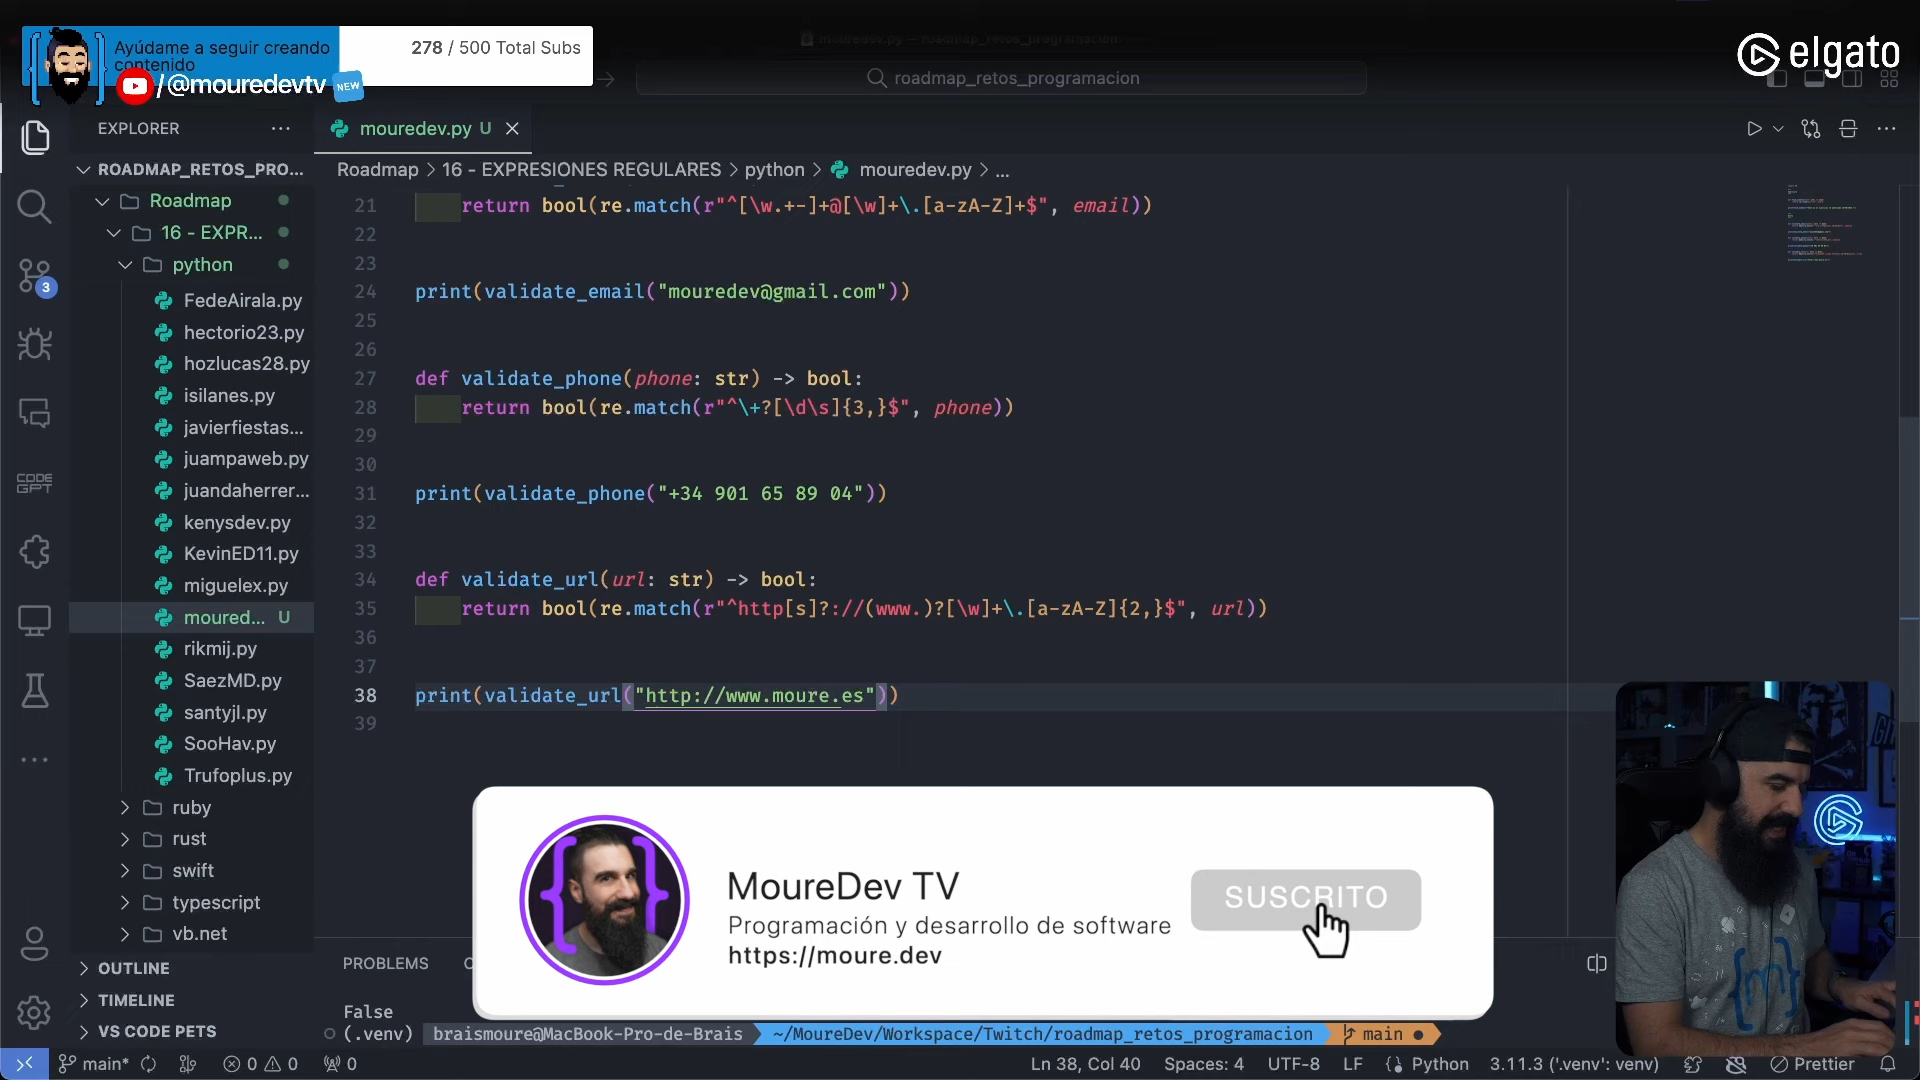 Ayúdame a seguir creando
contenido
/@mouredevtv NEW
278 / 500 Total Subs
elgato
roadmap_retos_programacion
EXPLORER
mouredev.py U
ROADMAP_RETOS_PRO...
Roadmap > 16 - EXPRESIONES REGULARES > python > mouredev.py > ...
Roadmap
16 - EXPR...
python
FedeAirala.py
hectorio23.py
hozlucas28.py
isilanes.py
javierfiestas...
juampaweb.py
juandaherrer...
kenysdev.py
KevinED11.py
miguelex.py
moured... U
rikmij.py
SaezMD.py
santyjl.py
SooHav.py
Trufoplus.py
ruby
rust
swift
typescript
vb.net
OUTLINE
TIMELINE
VS CODE PETS
3
CODE
GPT
21 return bool(re.match(r"^[\w.+-]+@[\w]+\.[a-zA-Z]+$", email))
22
23
24 print(validate_email("mouredev@gmail.com"))
25
26
27 def validate_phone(phone: str) -> bool:
28 return bool(re.match(r"^\+?[\d\s]{3,}$", phone))
29
30
31 print(validate_phone("+34 901 65 89 04"))
32
33
34 def validate_url(url: str) -> bool:
35 return bool(re.match(r"^http[s]?://(www.)?[\w]+\.[a-zA-Z]{2,}$", url))
36
37
38 print(validate_url("http://www.moure.es"))
39
MoureDev TV
Programación y desarrollo de software
https://moure.dev
SUSCRITO
PROBLEMS
False
(.venv) braismoure@MacBook-Pro-de-Brais ~/MoureDev/Workspace/Twitch/roadmap_retos_programacion main
main* 0 0 0 Ln 38, Col 40 Spaces: 4 UTF-8 LF Python 3.11.3 ('.venv': venv) Prettier